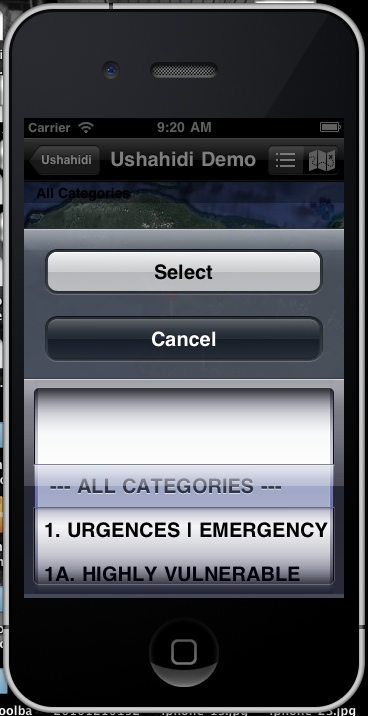 Carrier 9:20 AM
Ushahidi Ushahidi Demo
All Categories
Select
Cancel
--- ALL CATEGORIES ---
1. URGENCES | EMERGENCY
1A. HIGHLY VULNERABLE